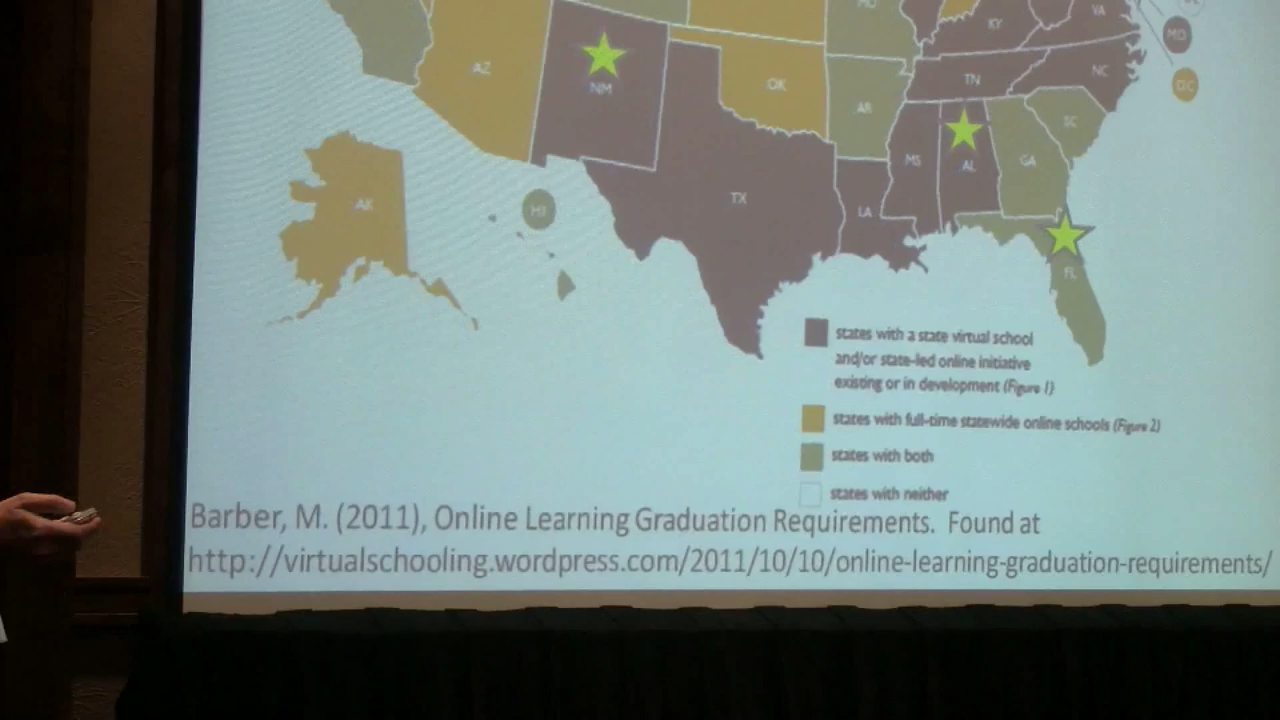 MO
KY
VA
MD
AZ
NM
OK
AR
TN
NC
DC
SC
MS
AL
GA
AK
HI
TX
LA
FL
states with a state virtual school
and/or state-led online initiative
existing or in development (Figure 1)
states with full-time statewide online schools (Figure 2)
states with both
states with neither
Barber, M. (2011), Online Learning Graduation Requirements. Found at
http://virtualschooling.wordpress.com/2011/10/10/online-learning-graduation-requirements/